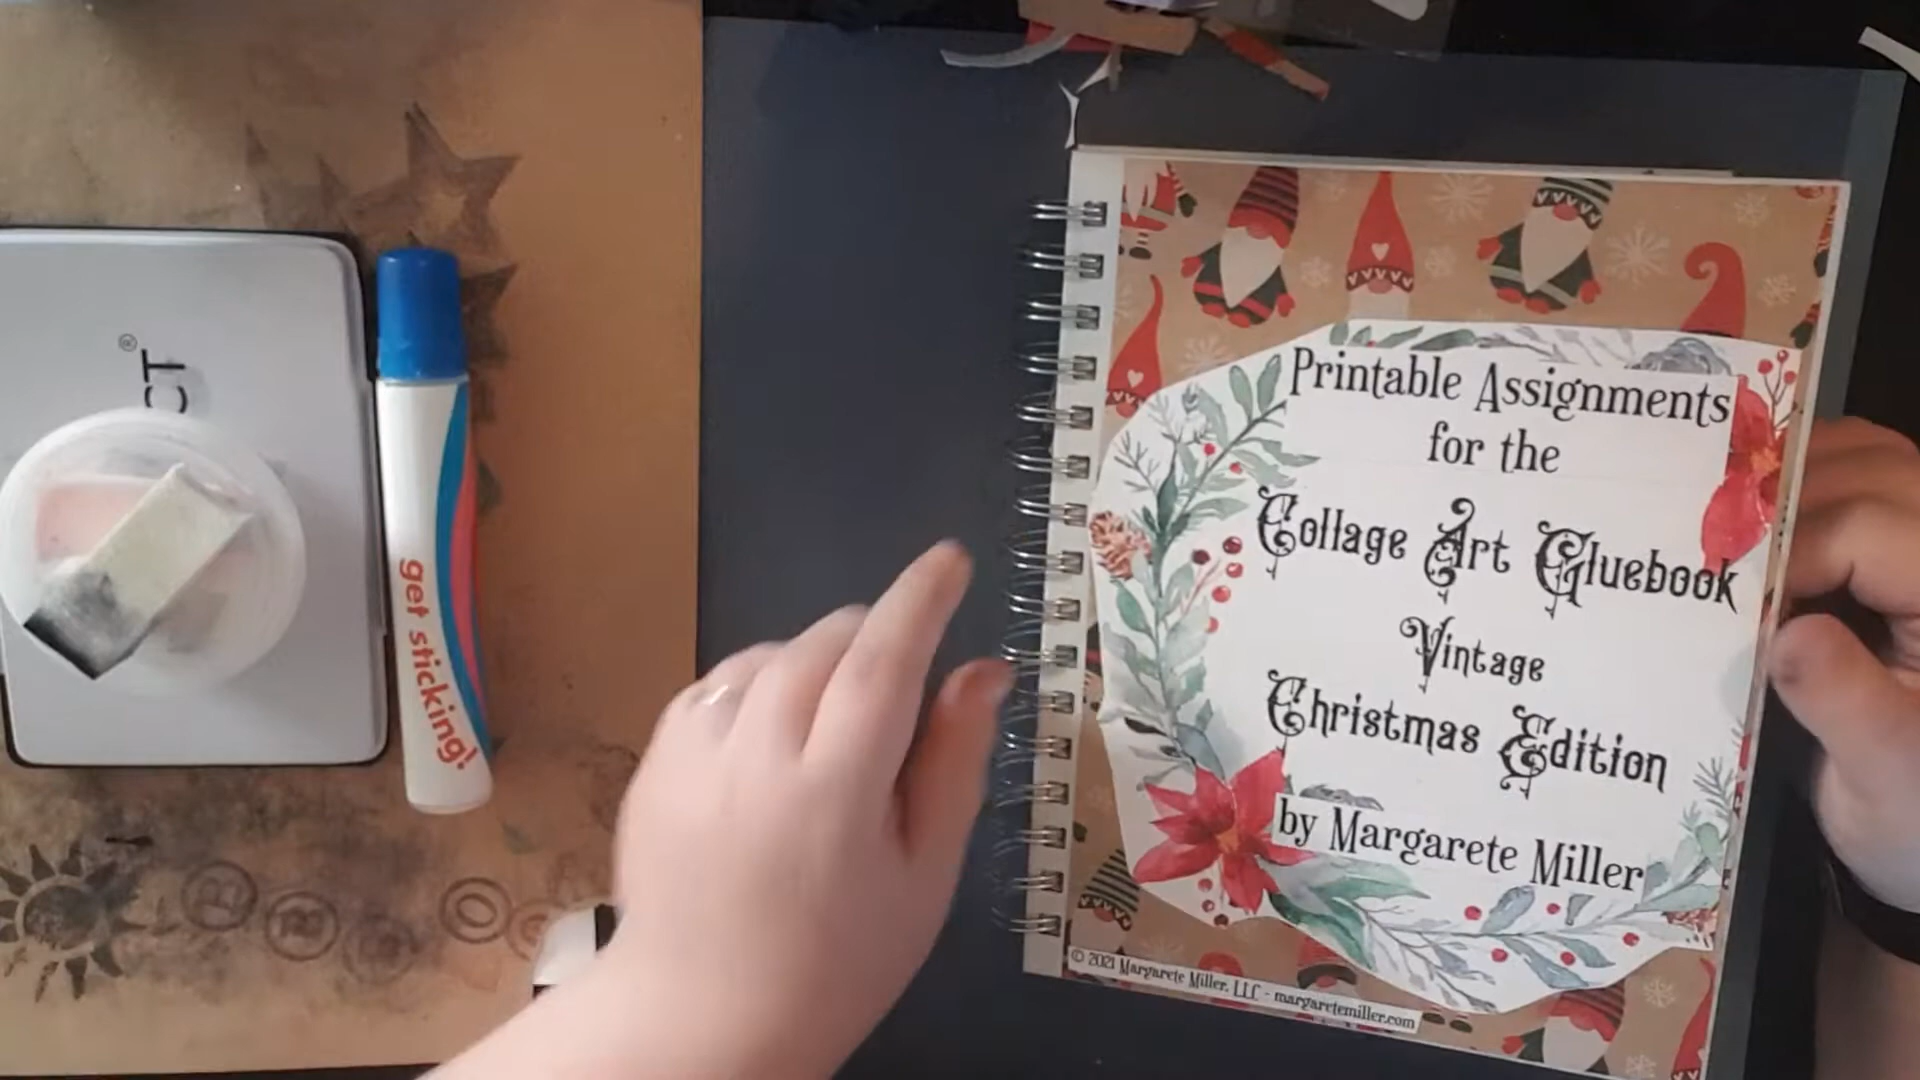 Printable Assignments
for the
Collage Art Gluebook
Vintage
Christmas Edition
by Margarete Miller
© 2021 Margarete Miller, LLC - margaretemiller.com
get sticking!
CT®